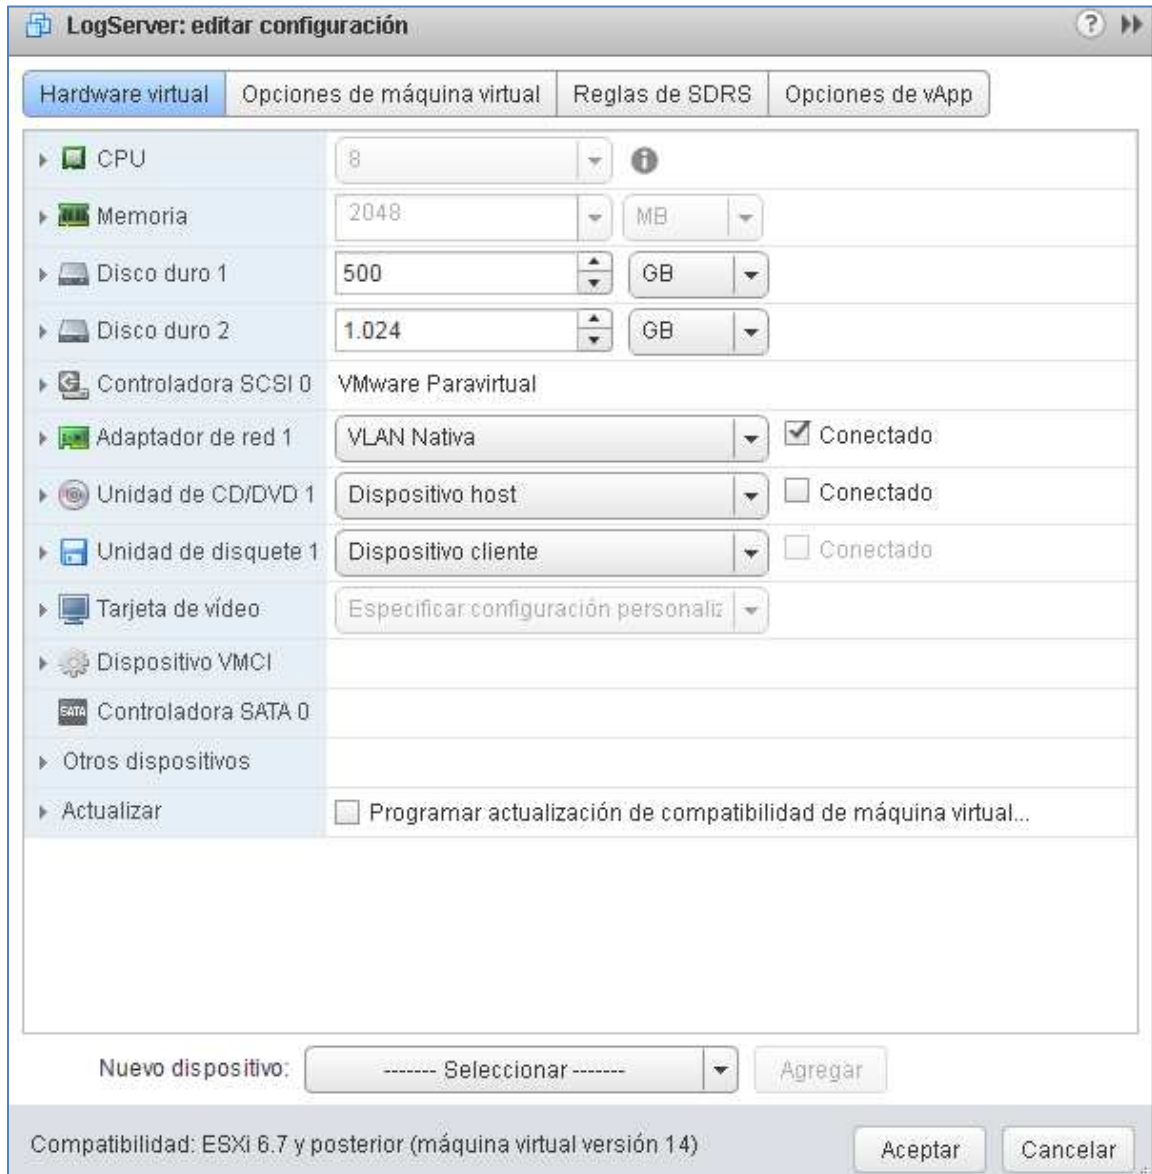 LogServer: editar configuración
Hardware virtual Opciones de máquina virtual Reglas de SDRS Opciones de vApp
CPU 8
Memoria 2048 MB
Disco duro 1 500 GB
Disco duro 2 1.024 GB
Controladora SCSI 0 VMware Paravirtual
Adaptador de red 1 VLAN Nativa Conectado
Unidad de CD/DVD 1 Dispositivo host Conectado
Unidad de disquete 1 Dispositivo cliente Conectado
Tarjeta de vídeo Especificar configuración personaliz
Dispositivo VMCI
SATA Controladora SATA 0
Otros dispositivos
Actualizar Programar actualización de compatibilidad de máquina virtual...
Nuevo dispositivo: ------- Seleccionar ------- Agregar
Compatibilidad: ESXi 6.7 y posterior (máquina virtual versión 14) Aceptar Cancelar